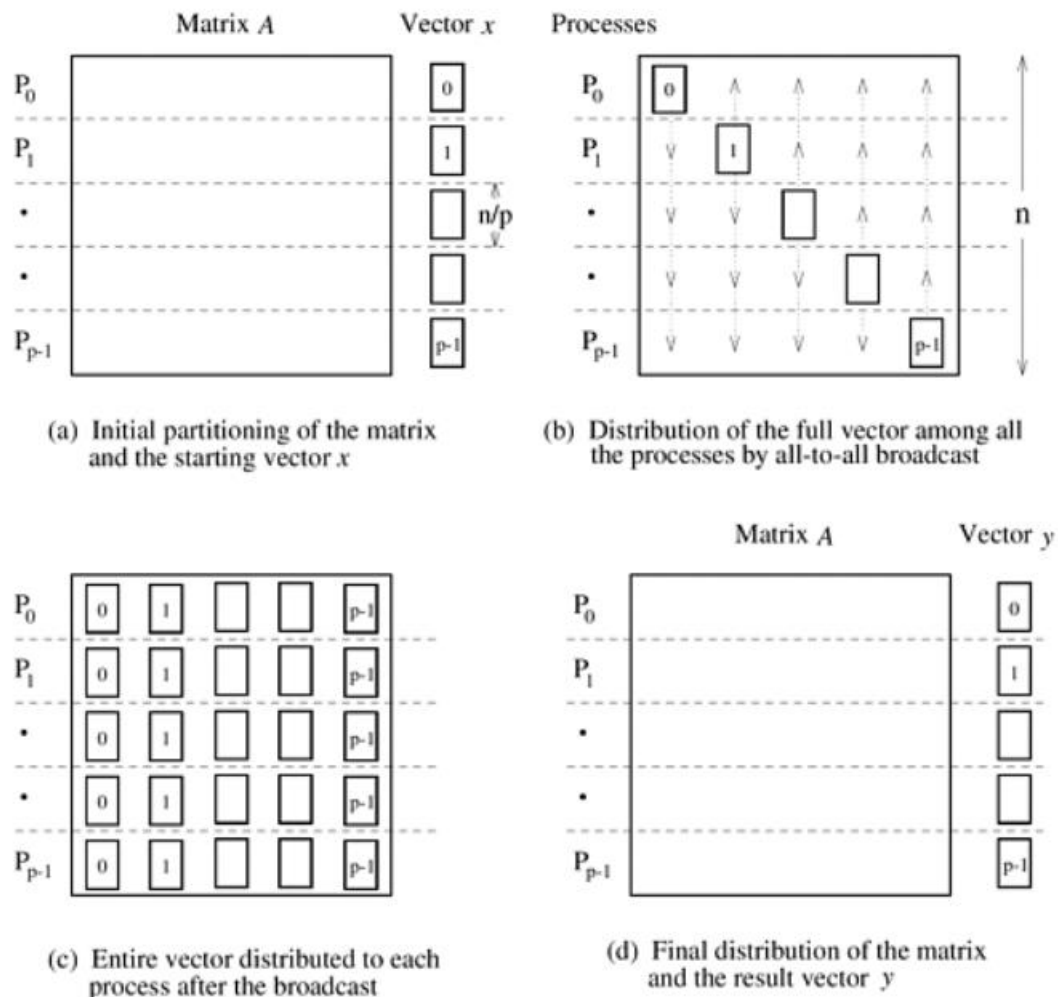 Matrix A
Vector x
P0
0
P1
1
•
n/p
•
Pp-1
p-1
(a) Initial partitioning of the matrix
and the starting vector x
Processes
P0
0
P1
1
•
n
•
Pp-1
p-1
(b) Distribution of the full vector among all
the processes by all-to-all broadcast
P0
0 1 p-1
P1
0 1 p-1
•
0 1 p-1
•
0 1 p-1
Pp-1
0 1 p-1
(c) Entire vector distributed to each
process after the broadcast
Matrix A
Vector y
P0
0
P1
1
•
•
Pp-1
p-1
(d) Final distribution of the matrix
and the result vector y